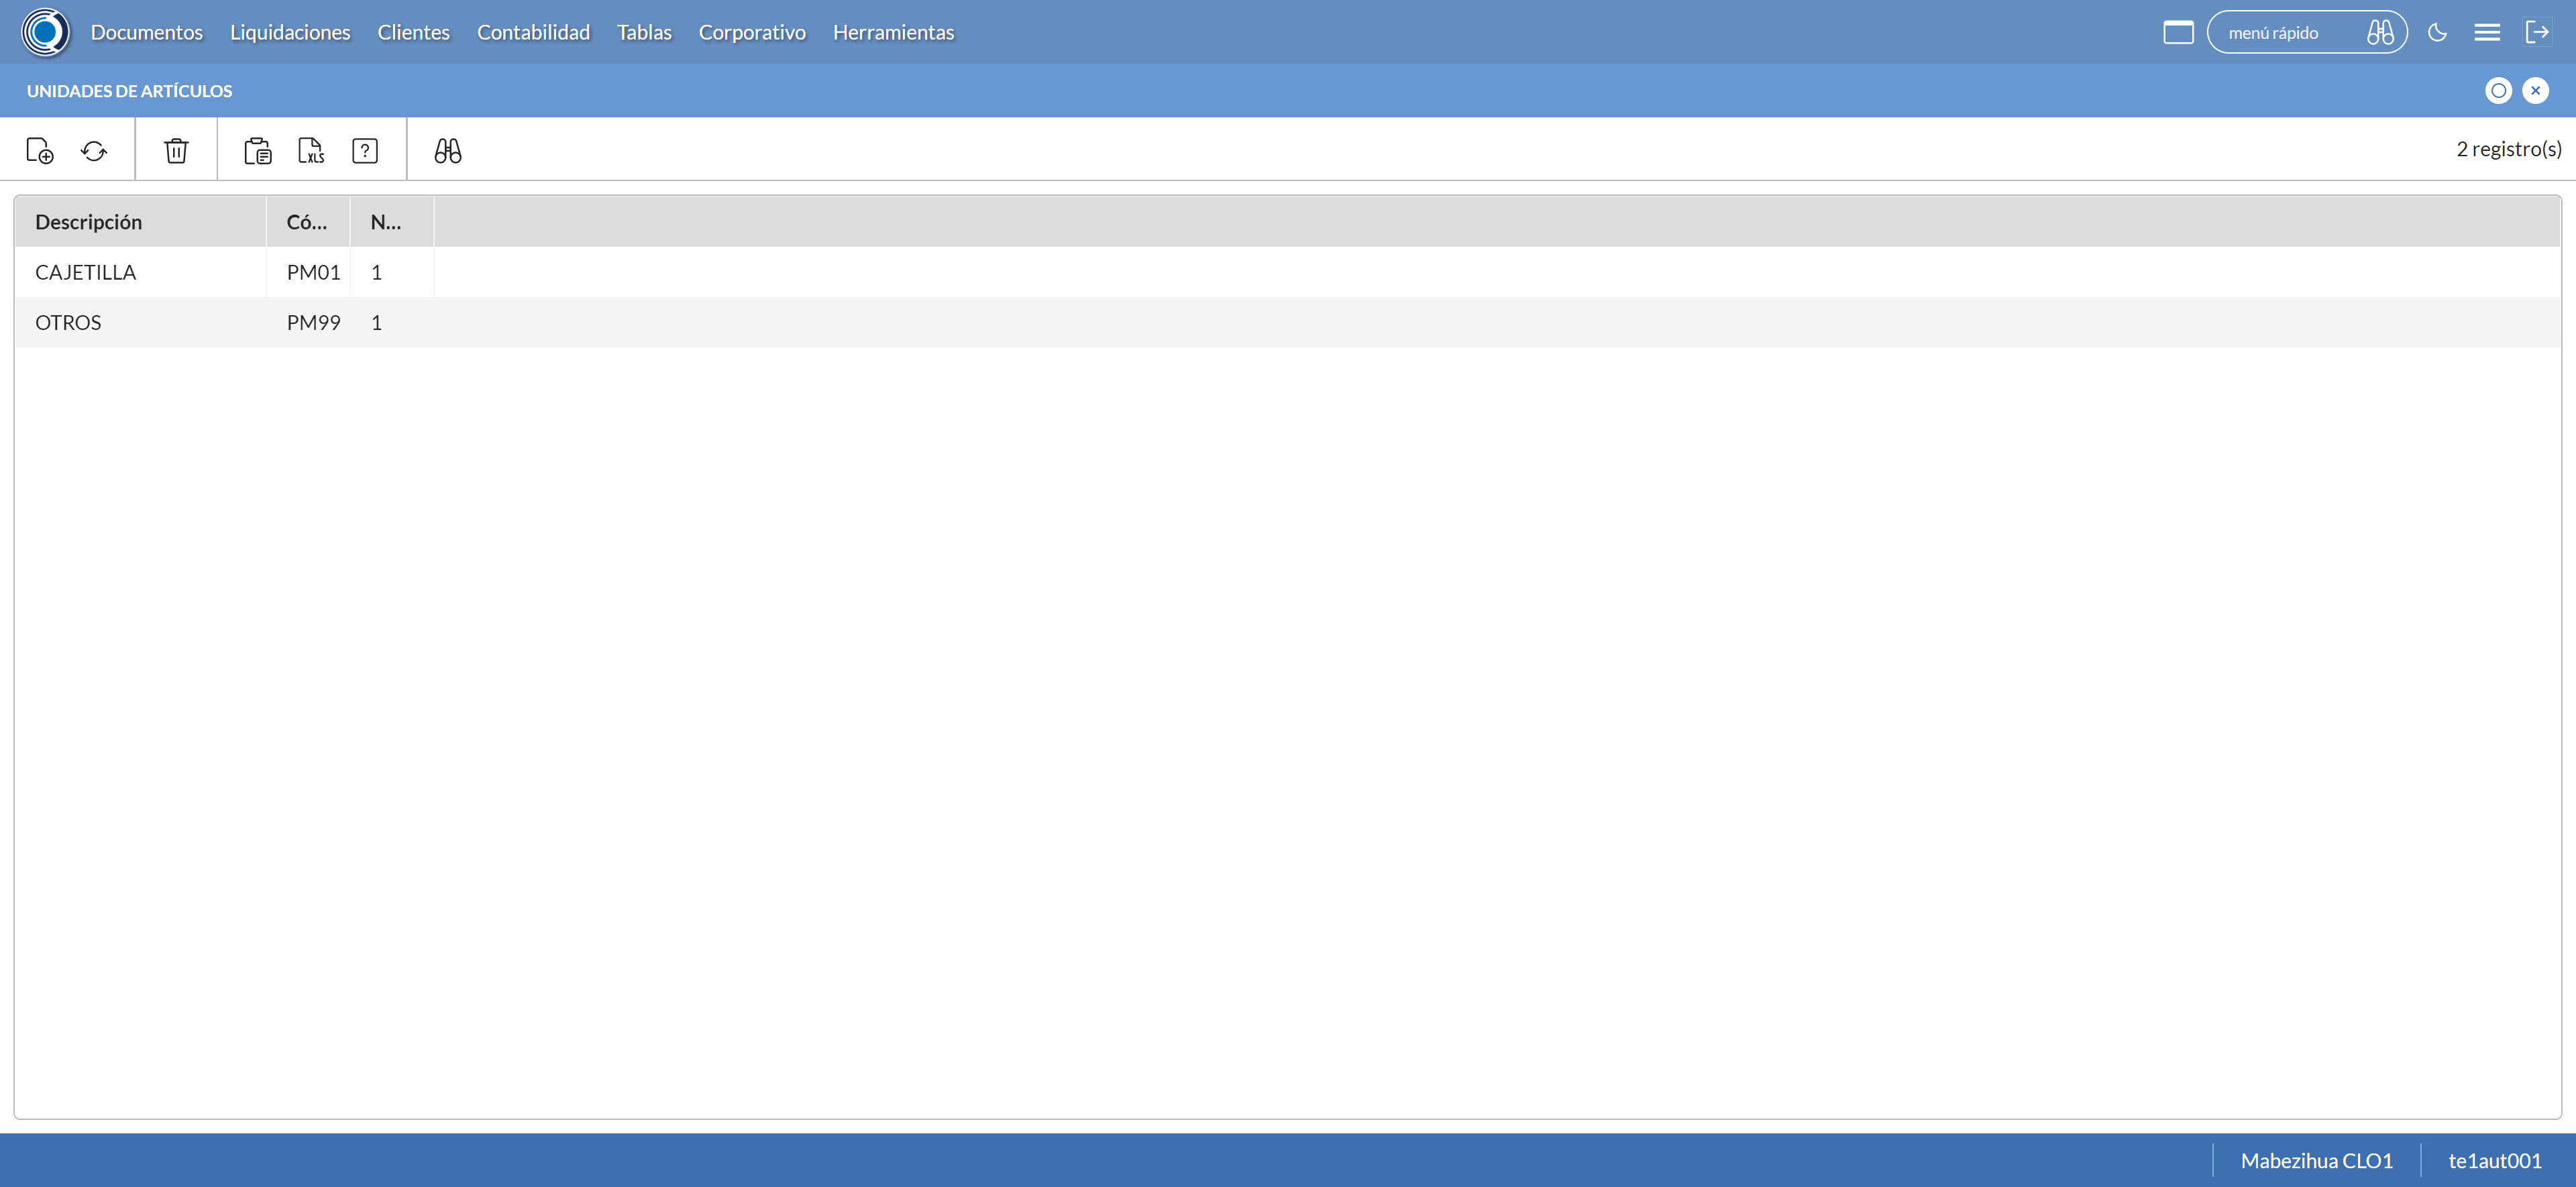 Documentos Liquidaciones Clientes Contabilidad Tablas Corporativo Herramientas menú rápido
UNIDADES DE ARTÍCULOS
XLS ? 2 registro(s)
Descripción Có... N...
CAJETILLA PM01 1
OTROS PM99 1
Mabezihua CLO1 te1aut001